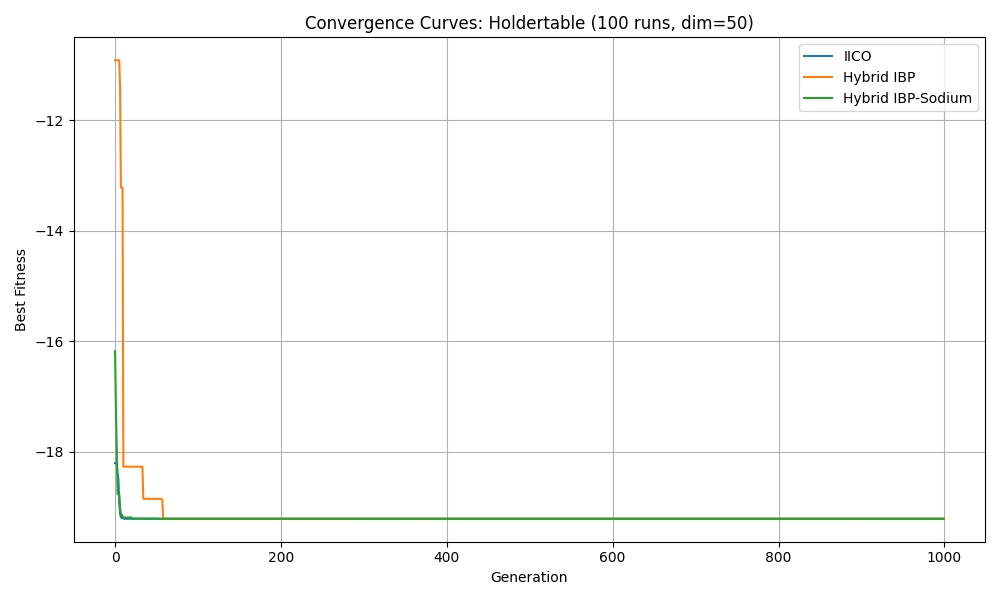 Convergence Curves: Holdertable (100 runs, dim=50)
IICO
Hybrid IBP
Hybrid IBP-Sodium
Best Fitness
−12
−14
−16
−18
0
200
400
600
800
1000
Generation